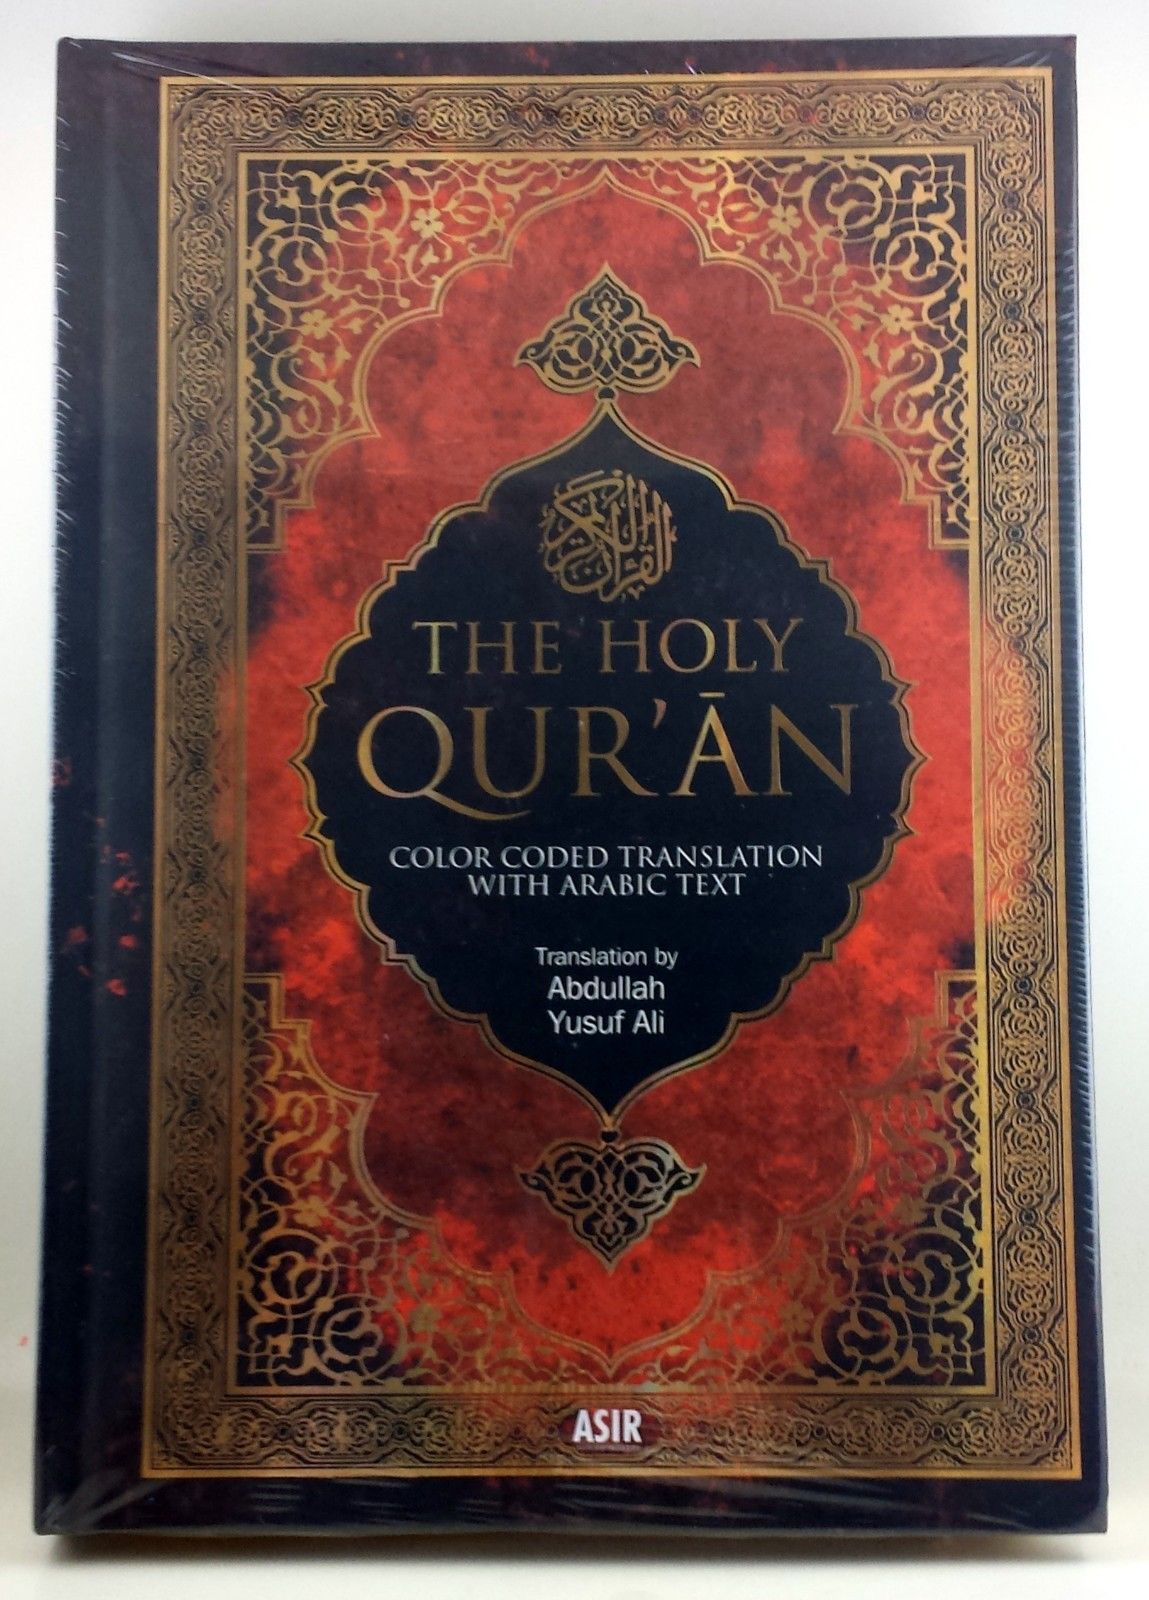 القرآن الكريم
THE HOLY
QUR’ĀN
COLOR CODED TRANSLATION
WITH ARABIC TEXT
Translation by
Abdullah
Yusuf Ali
ASIR